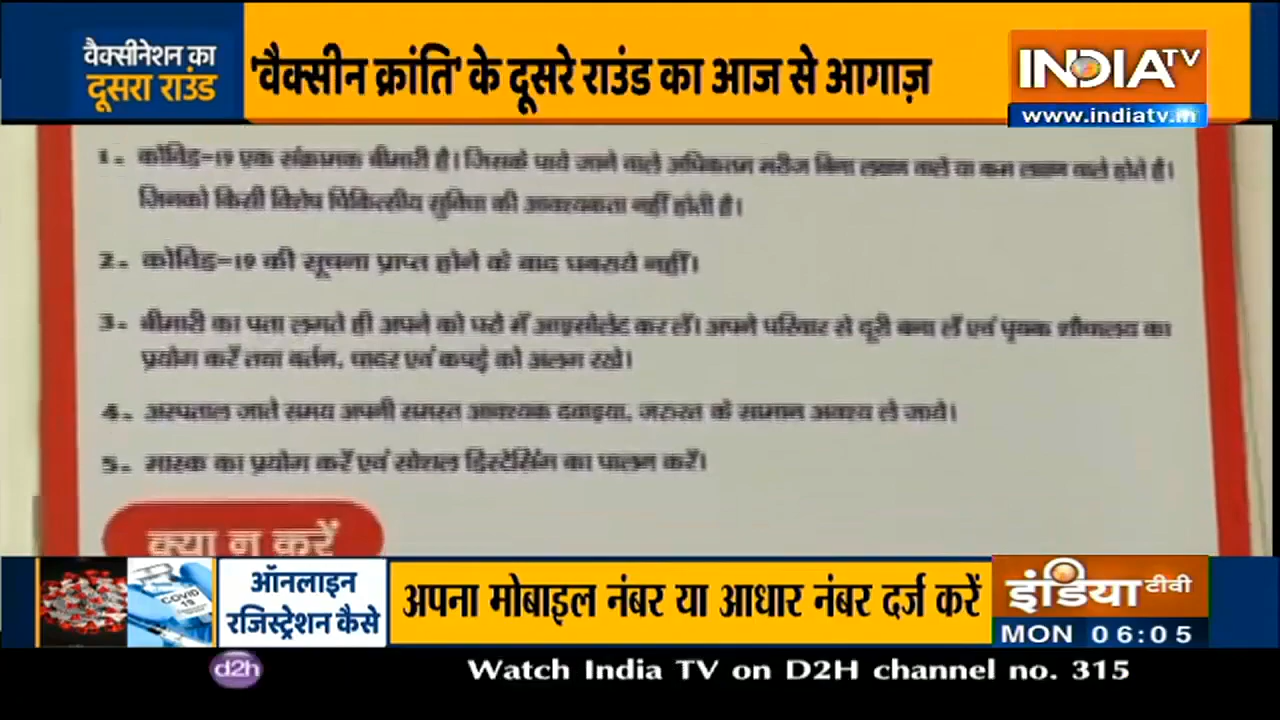 वैक्सीनेशन का
दूसरा राउंड
'वैक्सीन क्रांति' के दूसरे राउंड का आज से आगाज़
INDIA TV
www.indiatv.in
1. कोविड-19 एक संक्रमक बीमारी है। जिसके पाये जाने वाले अधिकतम मरीज बिना लक्षण वाले या कम लक्षण वाले होते है।
जिनको किसी विशेष चिकित्सीय सुविधा की आवश्यकता नहीं होती है।
2. कोविड-19 की सूचना प्राप्त होने के बाद घबराये नहीं।
3. बीमारी का पता लगते ही अपने को घरो में आइसोलेट कर लें। अपने परिवार से दूरी बना लें एवं पृथक शौचालय का
प्रयोग करें तथा बर्तन, चादर एवं कपड़े को अलग रखे।
4. अस्पताल जाते समय अपनी समस्त आवश्यक दवाइया, जरुरत के सामान अवश्य ले जाये।
5. मास्क का प्रयोग करें एवं सोशल डिस्टेंसिंग का पालन करें।
क्या न करें
COVID
19
ऑनलाइन
रजिस्ट्रेशन कैसे
अपना मोबाइल नंबर या आधार नंबर दर्ज करें
इंडिया टीवी
MON 06:05
d2h
Watch India TV on D2H channel no. 315